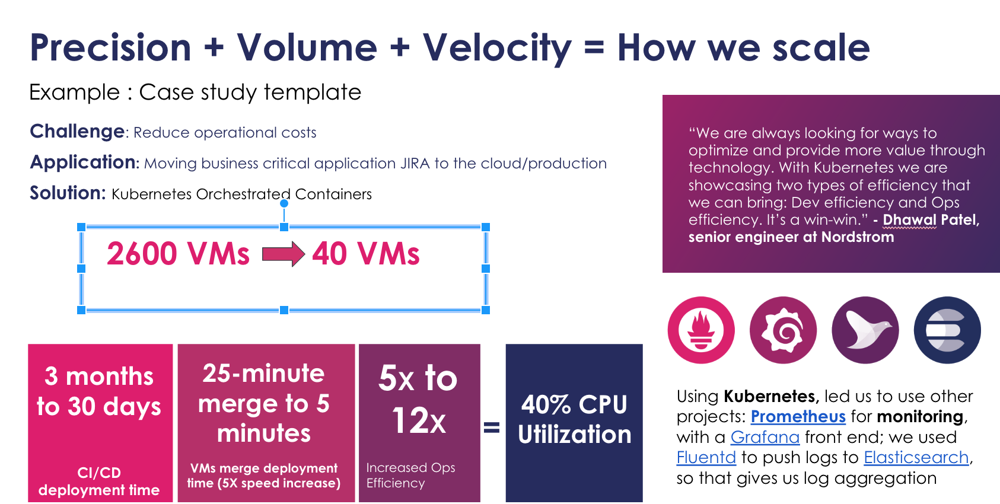 Precision + Volume + Velocity = How we scale
Example : Case study template
Challenge: Reduce operational costs
Application: Moving business critical application JIRA to the cloud/production
Solution: Kubernetes Orchestrated Containers
2600 VMs 40 VMs
3 months
to 30 days
CI/CD
deployment time
25-minute
merge to 5
minutes
VMs merge deployment
time (5X speed increase)
5x to
12x
Increased Ops
Efficiency
=
40% CPU
Utilization
“We are always looking for ways to
optimize and provide more value through
technology. With Kubernetes we are
showcasing two types of efficiency that
we can bring: Dev efficiency and Ops
efficiency. It’s a win-win.” - Dhawal Patel,
senior engineer at Nordstrom
Using Kubernetes, led us to use other
projects: Prometheus for monitoring,
with a Grafana front end; we used
Fluentd to push logs to Elasticsearch,
so that gives us log aggregation